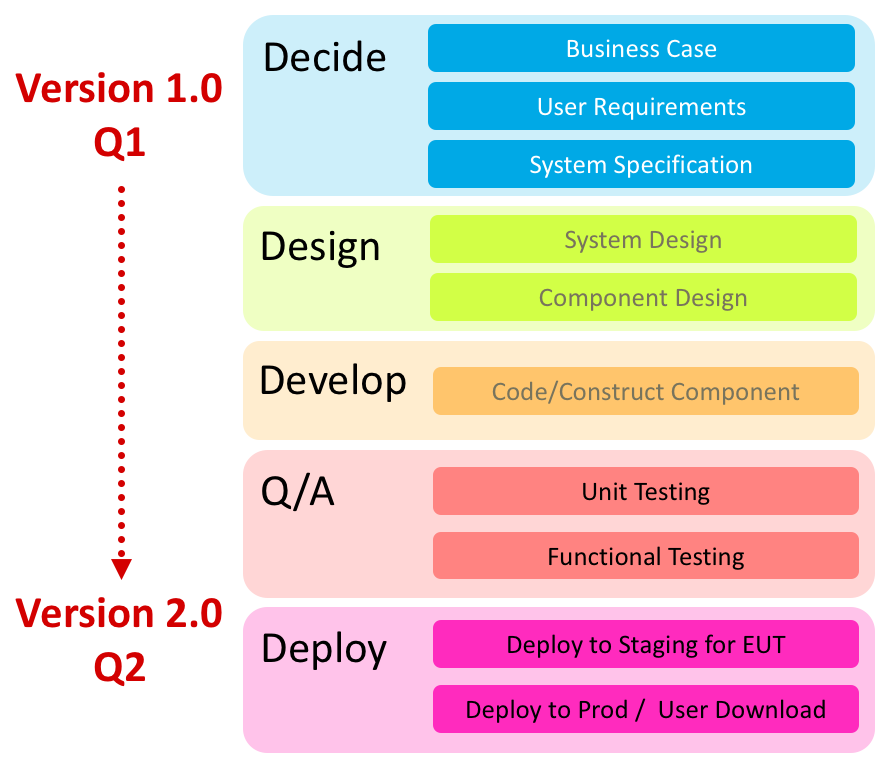 Version 1.0
Q1
Version 2.0
Q2
Decide
Business Case
User Requirements
System Specification
Design
System Design
Component Design
Develop
Code/Construct Component
Q/A
Unit Testing
Functional Testing
Deploy
Deploy to Staging for EUT
Deploy to Prod / User Download